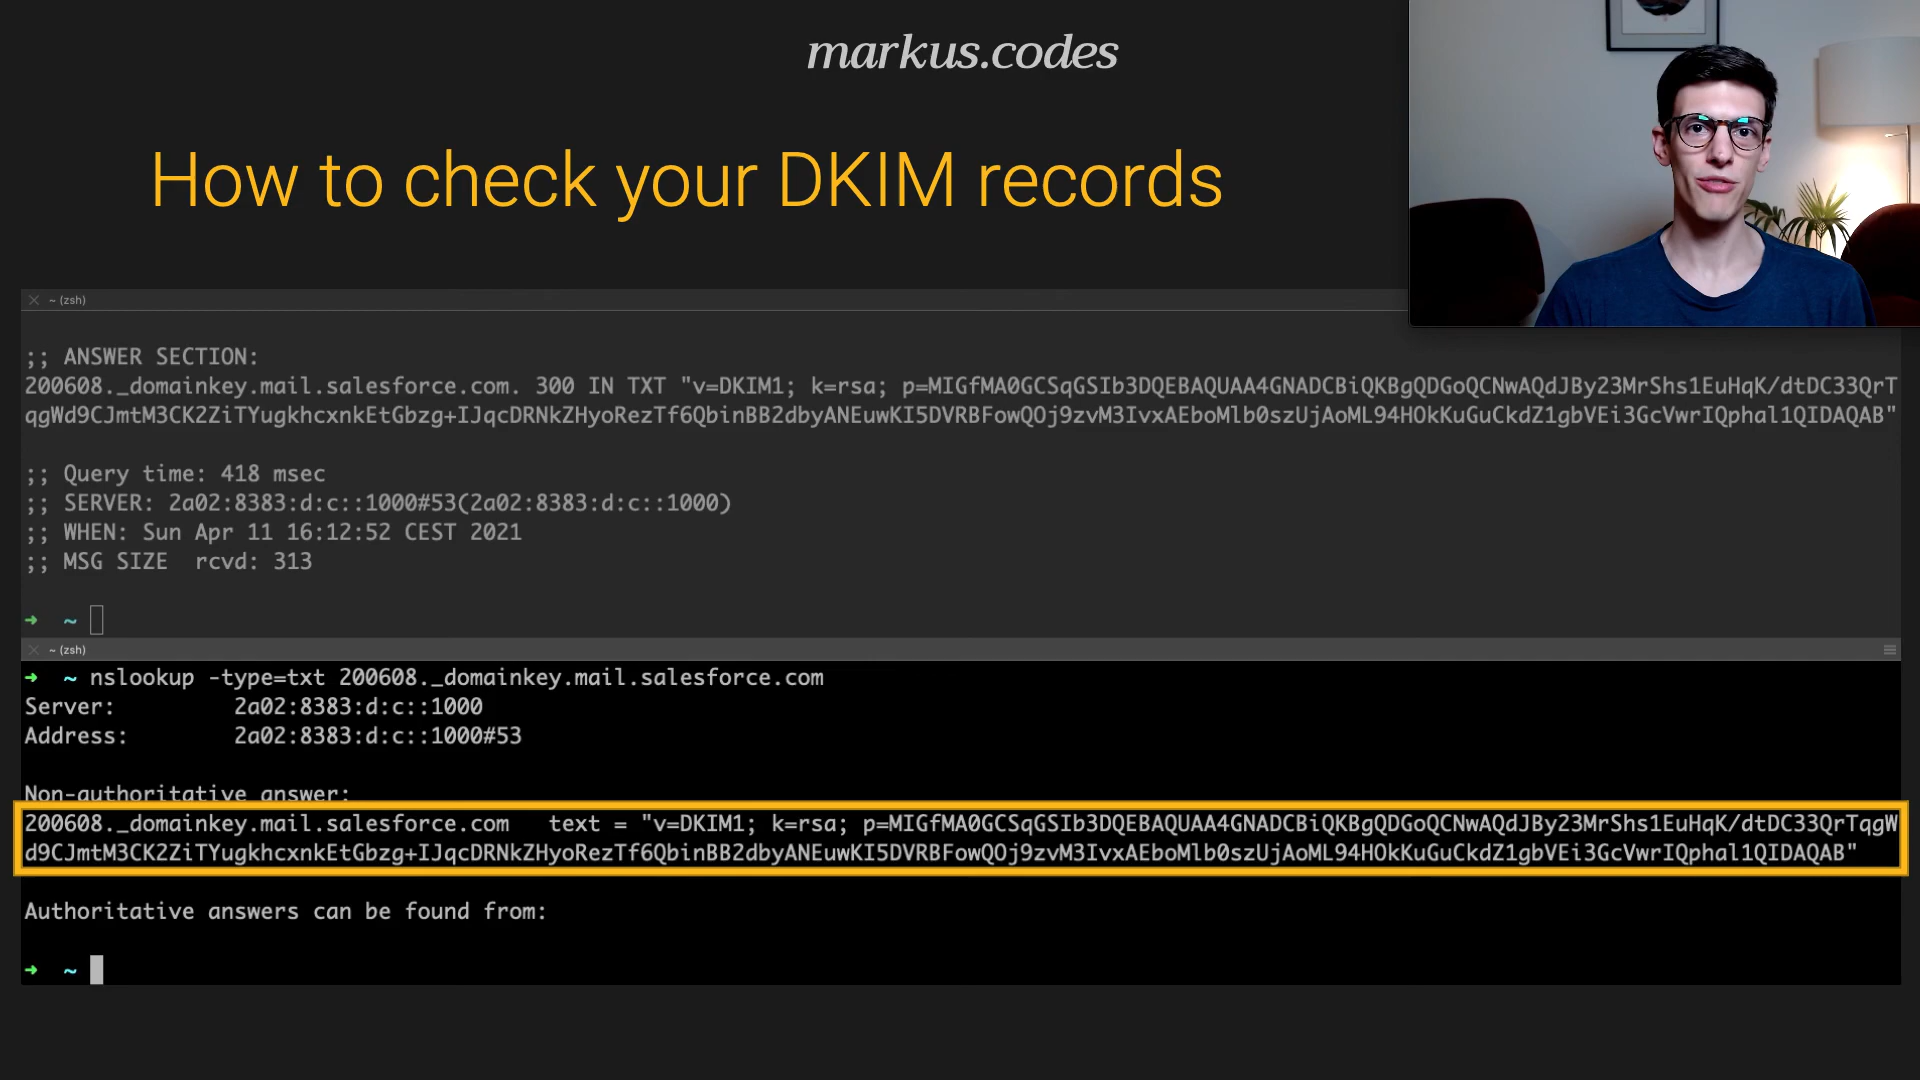 markus.codes
How to check your DKIM records
~ (zsh)
;; ANSWER SECTION:
200608._domainkey.mail.salesforce.com. 300 IN TXT "v=DKIM1; k=rsa; p=MIGfMA0GCSqGSIb3DQEBAQUAA4GNADCBiQKBgQDGoQCNwAQdJBy23MrShs1EuHqK/dtDC33QrT
qgWd9CJmtM3CK2ZiTYugkhcxnkEtGbzg+IJqcDRNkZHyoRezTf6QbinBB2dbyANEuwKI5DVRBFowQOj9zvM3IvxAEboMlb0szUjAoML94HOkKuGuCkdZ1gbVEi3GcVwrIQphal1QIDAQAB"
;; Query time: 418 msec
;; SERVER: 2a02:8383:d:c::1000#53(2a02:8383:d:c::1000)
;; WHEN: Sun Apr 11 16:12:52 CEST 2021
;; MSG SIZE  rcvd: 313
➜  ~
~ (zsh)
➜  ~ nslookup -type=txt 200608._domainkey.mail.salesforce.com
Server:         2a02:8383:d:c::1000
Address:        2a02:8383:d:c::1000#53
Non-authoritative answer:
200608._domainkey.mail.salesforce.com   text = "v=DKIM1; k=rsa; p=MIGfMA0GCSqGSIb3DQEBAQUAA4GNADCBiQKBgQDGoQCNwAQdJBy23MrShs1EuHqK/dtDC33QrTqgW
d9CJmtM3CK2ZiTYugkhcxnkEtGbzg+IJqcDRNkZHyoRezTf6QbinBB2dbyANEuwKI5DVRBFowQOj9zvM3IvxAEboMlb0szUjAoML94HOkKuGuCkdZ1gbVEi3GcVwrIQphal1QIDAQAB"
Authoritative answers can be found from:
➜  ~